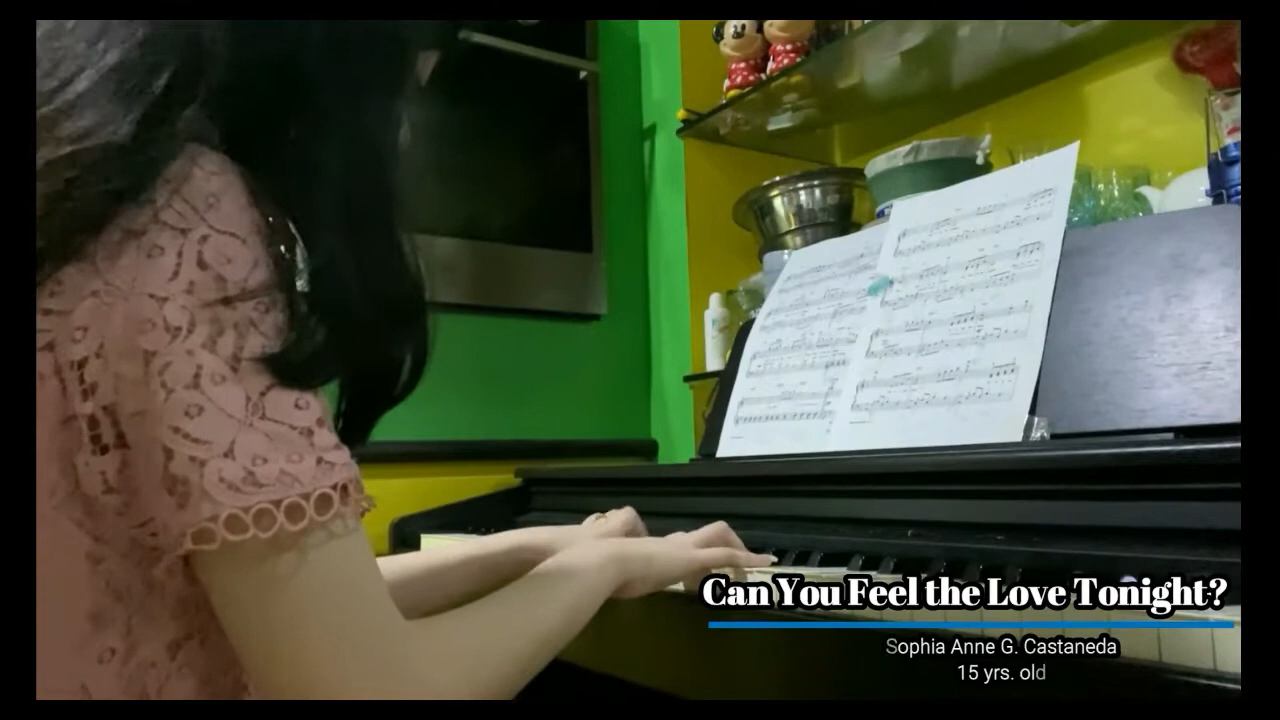 Can You Feel the Love Tonight?
Sophia Anne G. Castaneda
15 yrs. old